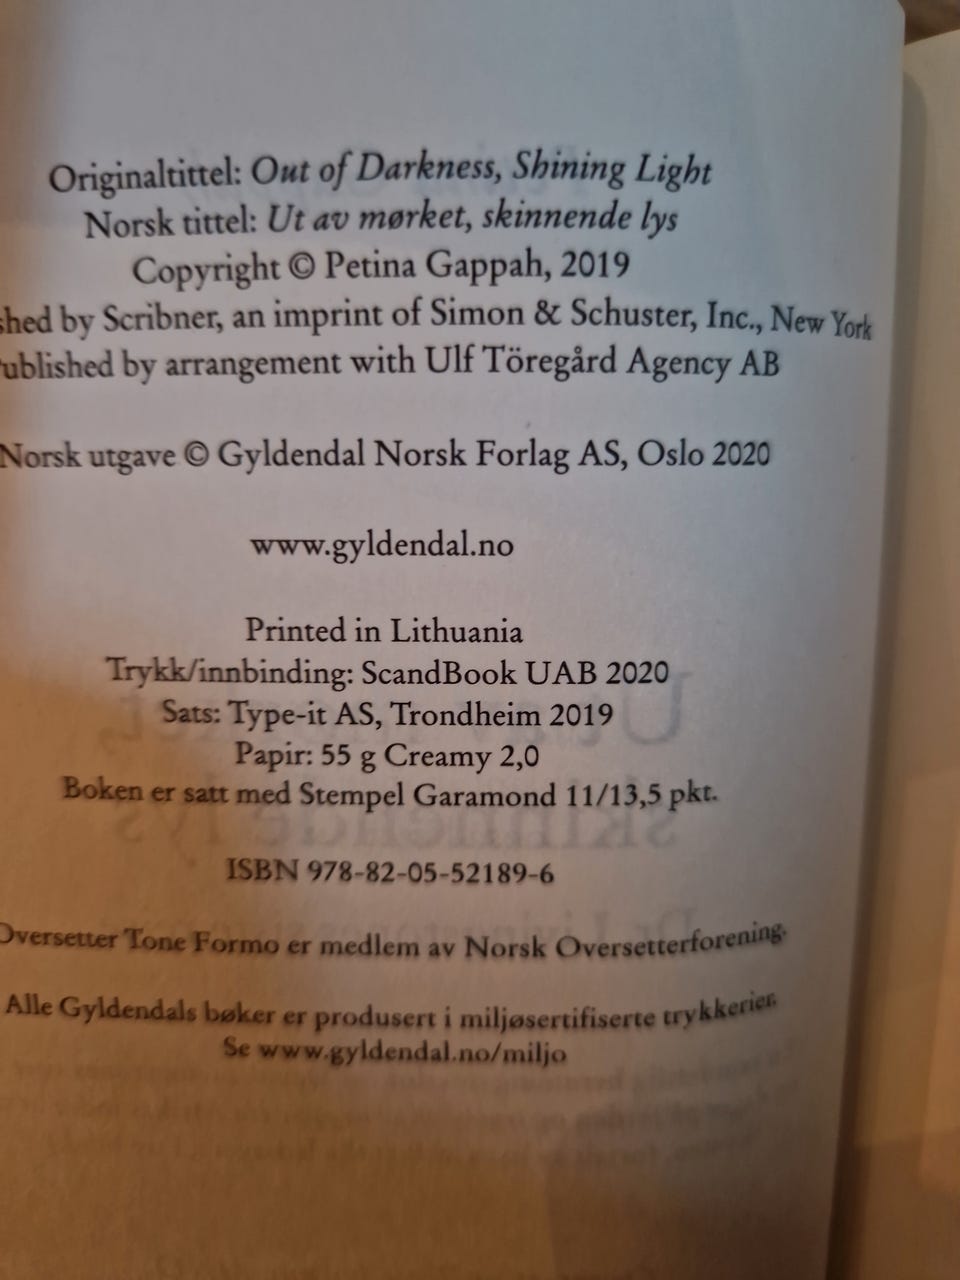 Originaltittel: Out of Darkness, Shining Light
Norsk tittel: Ut av mørket, skinnende lys
Copyright © Petina Gappah, 2019
shed by Scribner, an imprint of Simon & Schuster, Inc., New York
Published by arrangement with Ulf Töregård Agency AB
Norsk utgave © Gyldendal Norsk Forlag AS, Oslo 2020
www.gyldendal.no
Printed in Lithuania
Trykk/innbinding: ScandBook UAB 2020
Sats: Type-it AS, Trondheim 2019
Papir: 55 g Creamy 2,0
Boken er satt med Stempel Garamond 11/13,5 pkt.
ISBN 978-82-05-52189-6
Oversetter Tone Formo er medlem av Norsk Oversetterforening.
Alle Gyldendals bøker er produsert i miljøsertifiserte trykkerier.
Se www.gyldendal.no/miljo